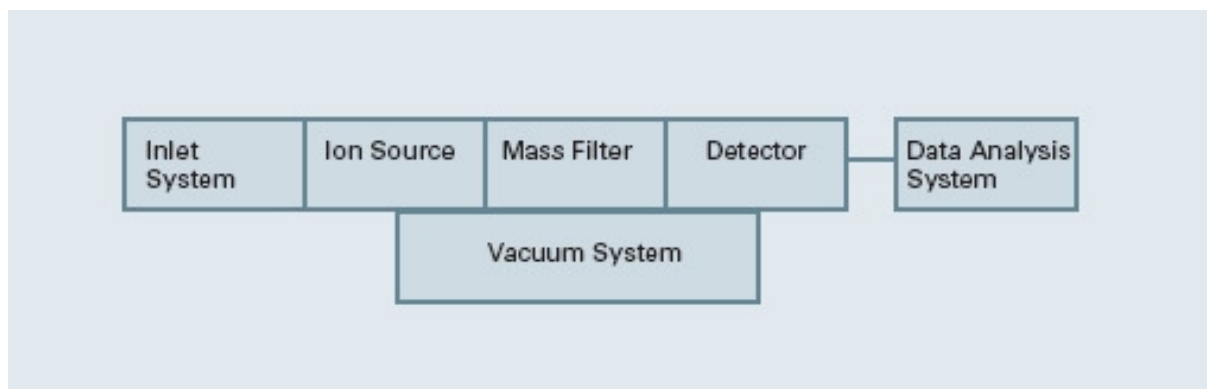 Inlet
System
Ion Source
Mass Filter
Detector
Data Analysis
System
Vacuum System